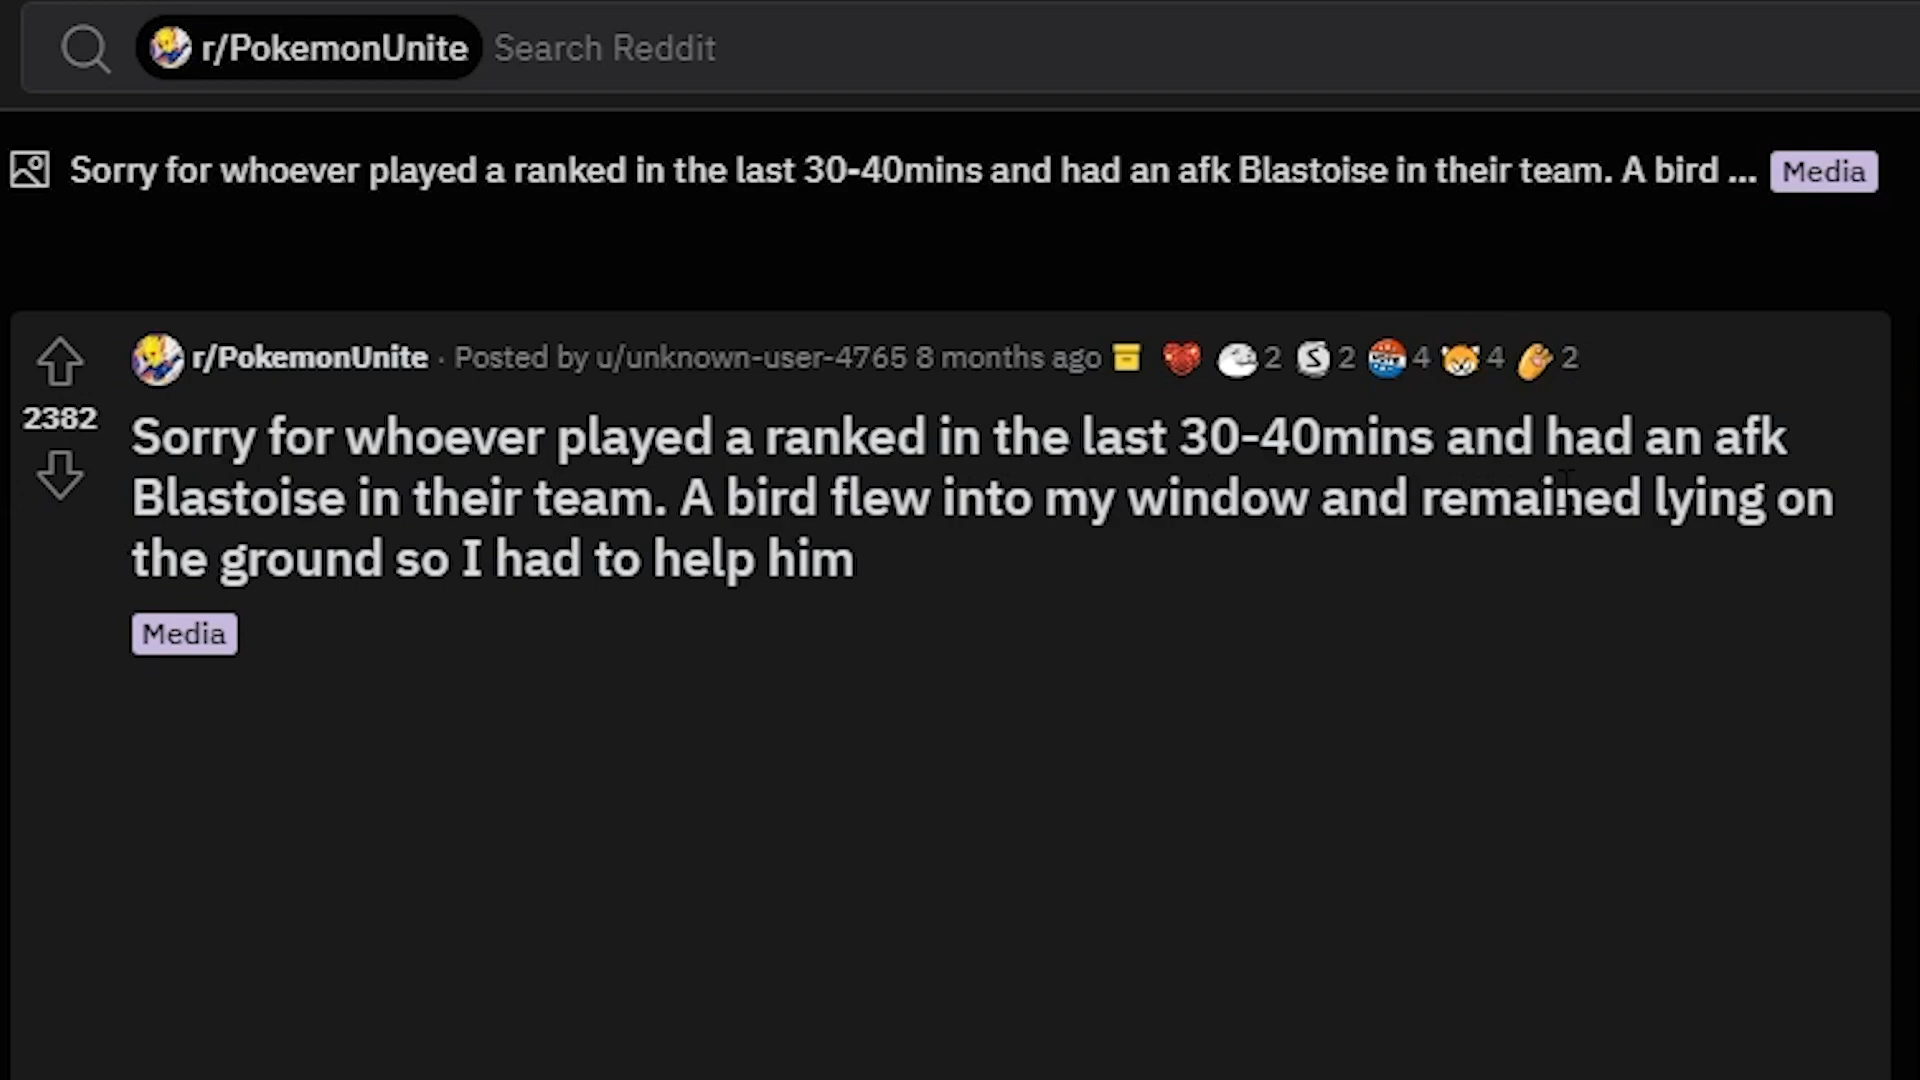 r/PokemonUnite Search Reddit
Sorry for whoever played a ranked in the last 30-40mins and had an afk Blastoise in their team. A bird ... Media
r/PokemonUnite · Posted by u/unknown-user-4765 8 months ago 2 2 4 4 2
2382
Sorry for whoever played a ranked in the last 30-40mins and had an afk
Blastoise in their team. A bird flew into my window and remained lying on
the ground so I had to help him
Media